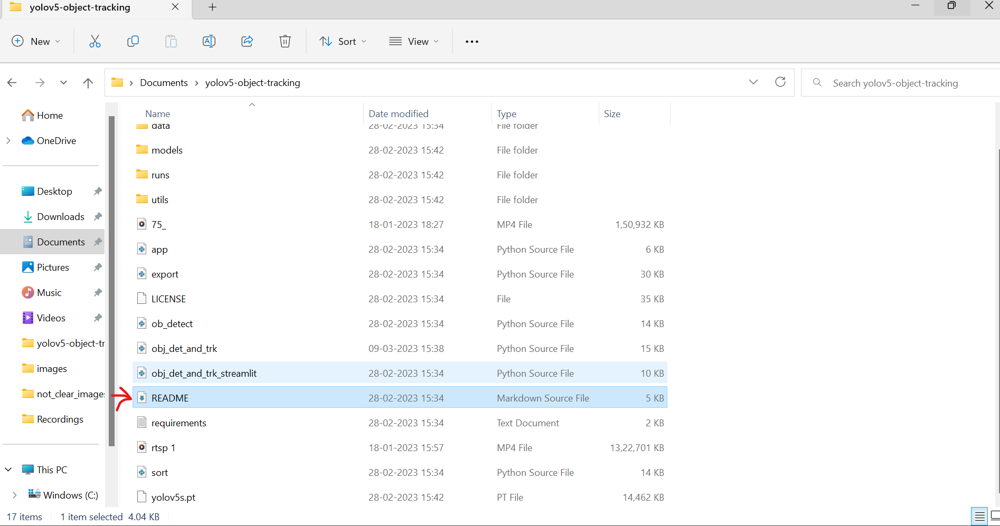 yolov5-object-tracking
New
Sort
View
Documents
yolov5-object-tracking
Search yolov5-object-tracking
Home
OneDrive
Desktop
Downloads
Documents
Pictures
Music
Videos
yolov5-object-tr
images
not_clear_image
Recordings
This PC
Windows (C:)
Name Date modified Type Size
data 28-02-2023 15:34 File folder
models 28-02-2023 15:42 File folder
runs 28-02-2023 15:42 File folder
utils 28-02-2023 15:42 File folder
75_ 18-01-2023 18:27 MP4 File 1,50,932 KB
app 28-02-2023 15:34 Python Source File 6 KB
export 28-02-2023 15:34 Python Source File 30 KB
LICENSE 28-02-2023 15:34 File 35 KB
ob_detect 28-02-2023 15:34 Python Source File 14 KB
obj_det_and_trk 09-03-2023 15:38 Python Source File 15 KB
obj_det_and_trk_streamlit 28-02-2023 15:34 Python Source File 10 KB
README 28-02-2023 15:34 Markdown Source File 5 KB
requirements 28-02-2023 15:34 Text Document 2 KB
rtsp 1 18-01-2023 15:57 MP4 File 13,22,701 KB
sort 28-02-2023 15:34 Python Source File 14 KB
yolov5s.pt 28-02-2023 15:42 PT File 14,462 KB
17 items 1 item selected 4.04 KB